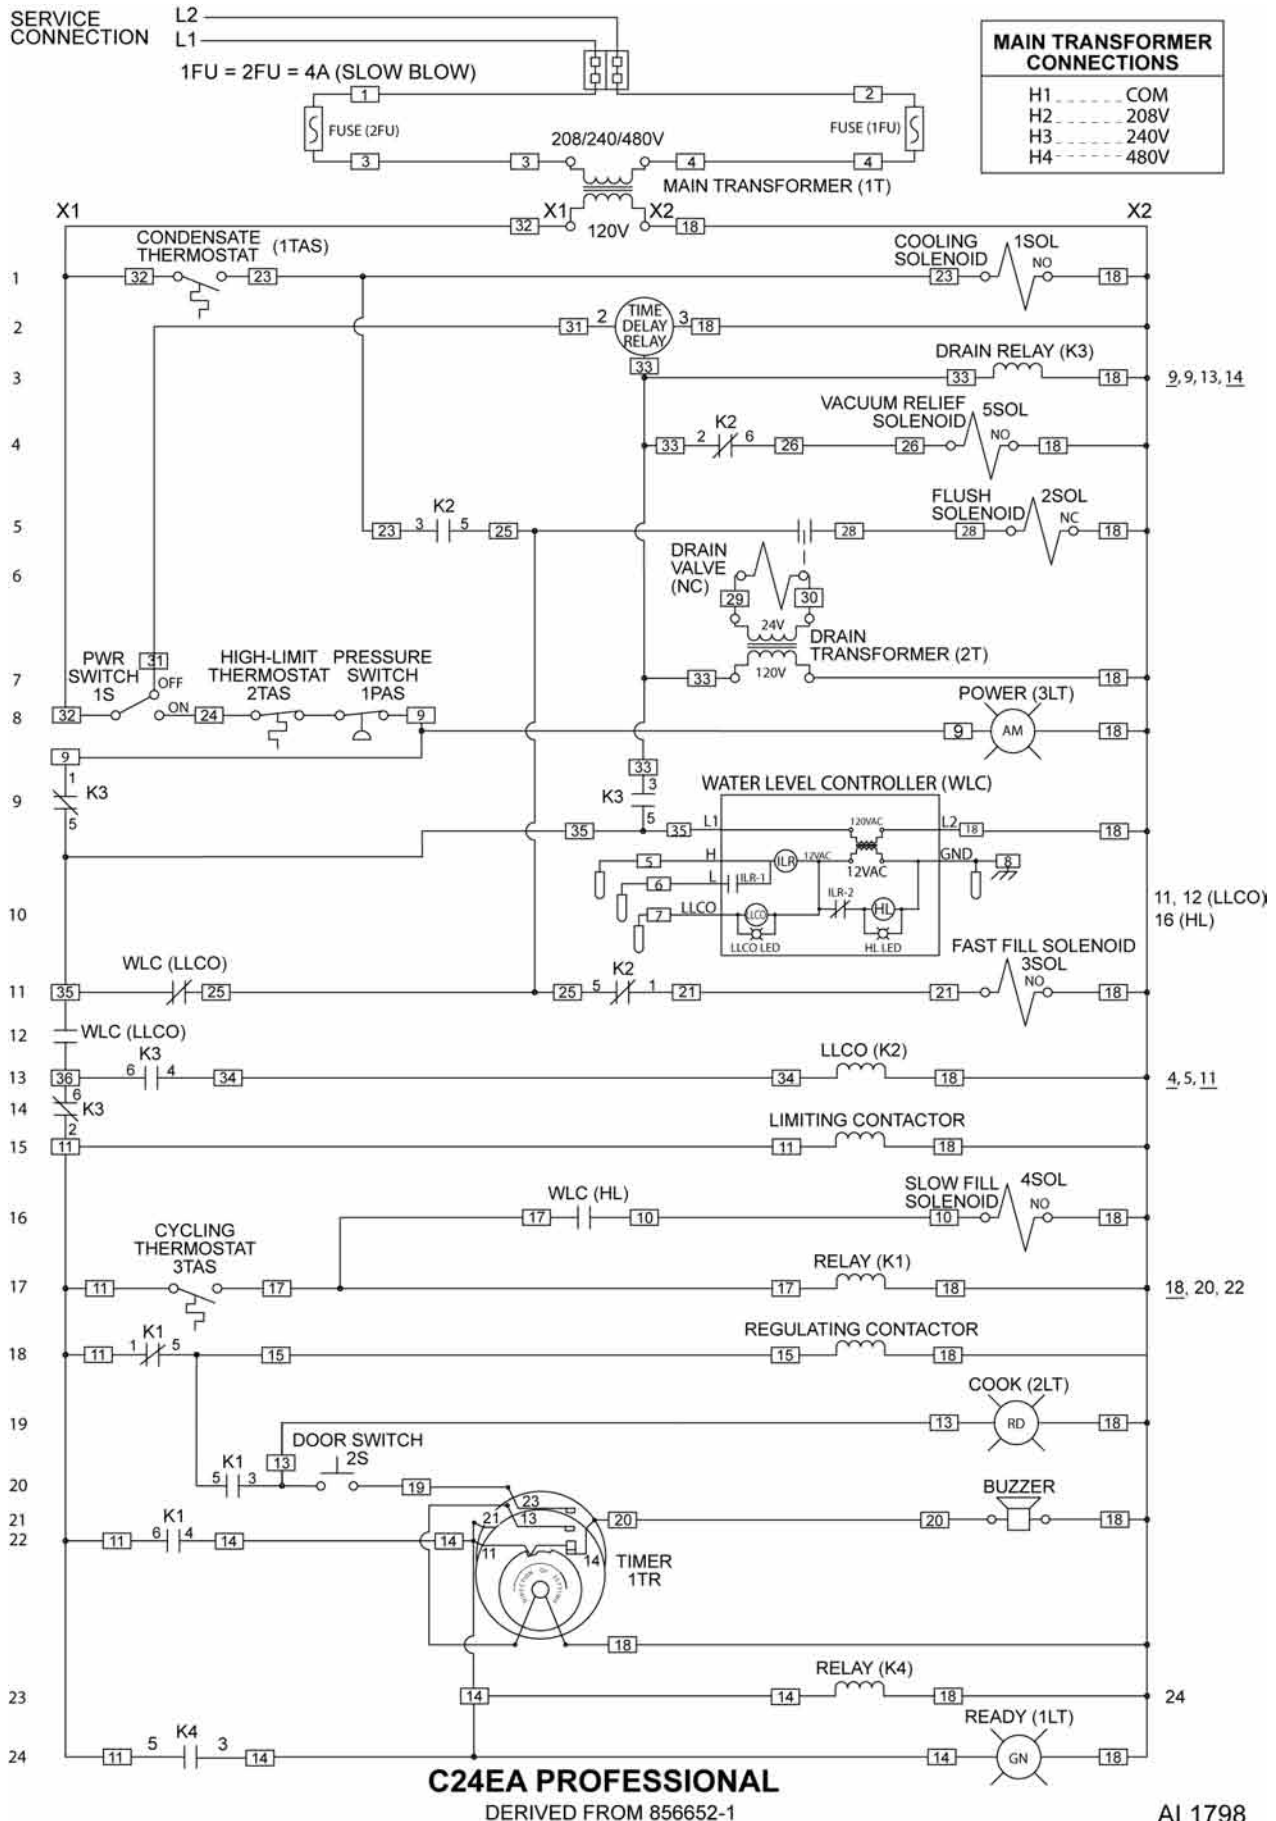 SERVICE CONNECTION
L2
L1
1FU = 2FU = 4A (SLOW BLOW)
MAIN TRANSFORMER CONNECTIONS
H1 COM
H2 208V
H3 240V
H4 480V
1
2
FUSE (2FU)
FUSE (1FU)
208/240/480V
3
3
4
4
MAIN TRANSFORMER (1T)
X1
32
X1
120V
X2
18
X2
CONDENSATE THERMOSTAT (1TAS)
COOLING SOLENOID
1SOL
NO
1
32
23
23
18
TIME DELAY RELAY
2
31
2
3
18
33
DRAIN RELAY (K3)
3
33
18
9, 9, 13, 14
VACUUM RELIEF SOLENOID
5SOL
NO
K2
4
33
2
6
26
26
18
FLUSH SOLENOID
2SOL
NC
K2
5
23
3
5
25
28
28
18
6
DRAIN VALVE (NC)
29
30
24V
DRAIN TRANSFORMER (2T)
120V
7
33
18
PWR SWITCH 1S
31
OFF
ON
HIGH-LIMIT THERMOSTAT 2TAS
PRESSURE SWITCH 1PAS
POWER (3LT)
8
32
24
9
9
AM
18
9
1
K3
5
9
33
3
K3
5
WATER LEVEL CONTROLLER (WLC)
35
35
L1
120VAC
L2
18
18
5
H
ILR
12VAC
12VAC
GND
8
6
L
ILR-1
ILR-2
7
LLCO
LLCO
HL
LLCO LED
HL LED
10
11, 12 (LLCO)
16 (HL)
FAST FILL SOLENOID
3SOL
NO
WLC (LLCO)
K2
11
35
25
25
5
1
21
21
18
12
WLC (LLCO)
K3
LLCO (K2)
13
36
6
4
34
34
18
4, 5, 11
14
6
K3
2
LIMITING CONTACTOR
15
11
11
18
SLOW FILL SOLENOID
4SOL
NO
WLC (HL)
16
17
10
10
18
CYCLING THERMOSTAT 3TAS
RELAY (K1)
17
11
17
17
18
18, 20, 22
K1
REGULATING CONTACTOR
18
11
1
5
15
15
18
COOK (2LT)
19
13
RD
18
DOOR SWITCH
2S
13
K1
20
5
3
19
BUZZER
21
23
21
13
20
20
18
K1
22
11
6
4
14
14
11
14
TIMER 1TR
DIRECTION OF SETTING
18
RELAY (K4)
23
14
14
18
24
READY (1LT)
K4
24
11
5
3
14
14
GN
18
C24EA PROFESSIONAL
DERIVED FROM 856652-1
AI 1798